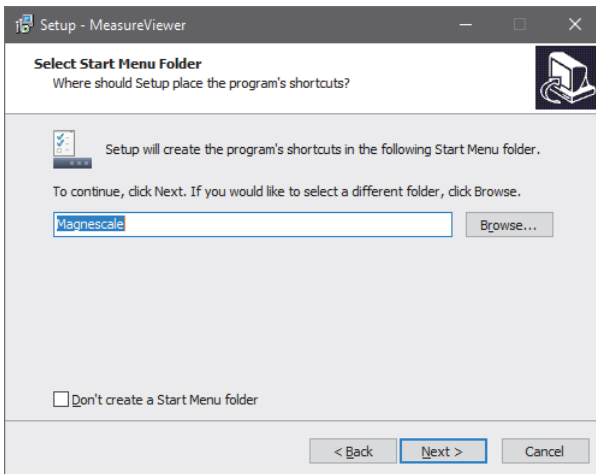 Setup - MeasureViewer
Select Start Menu Folder
Where should Setup place the program's shortcuts?
Setup will create the program's shortcuts in the following Start Menu folder.
To continue, click Next. If you would like to select a different folder, click Browse.
Magnescale
Browse...
Don't create a Start Menu folder
< Back
Next >
Cancel